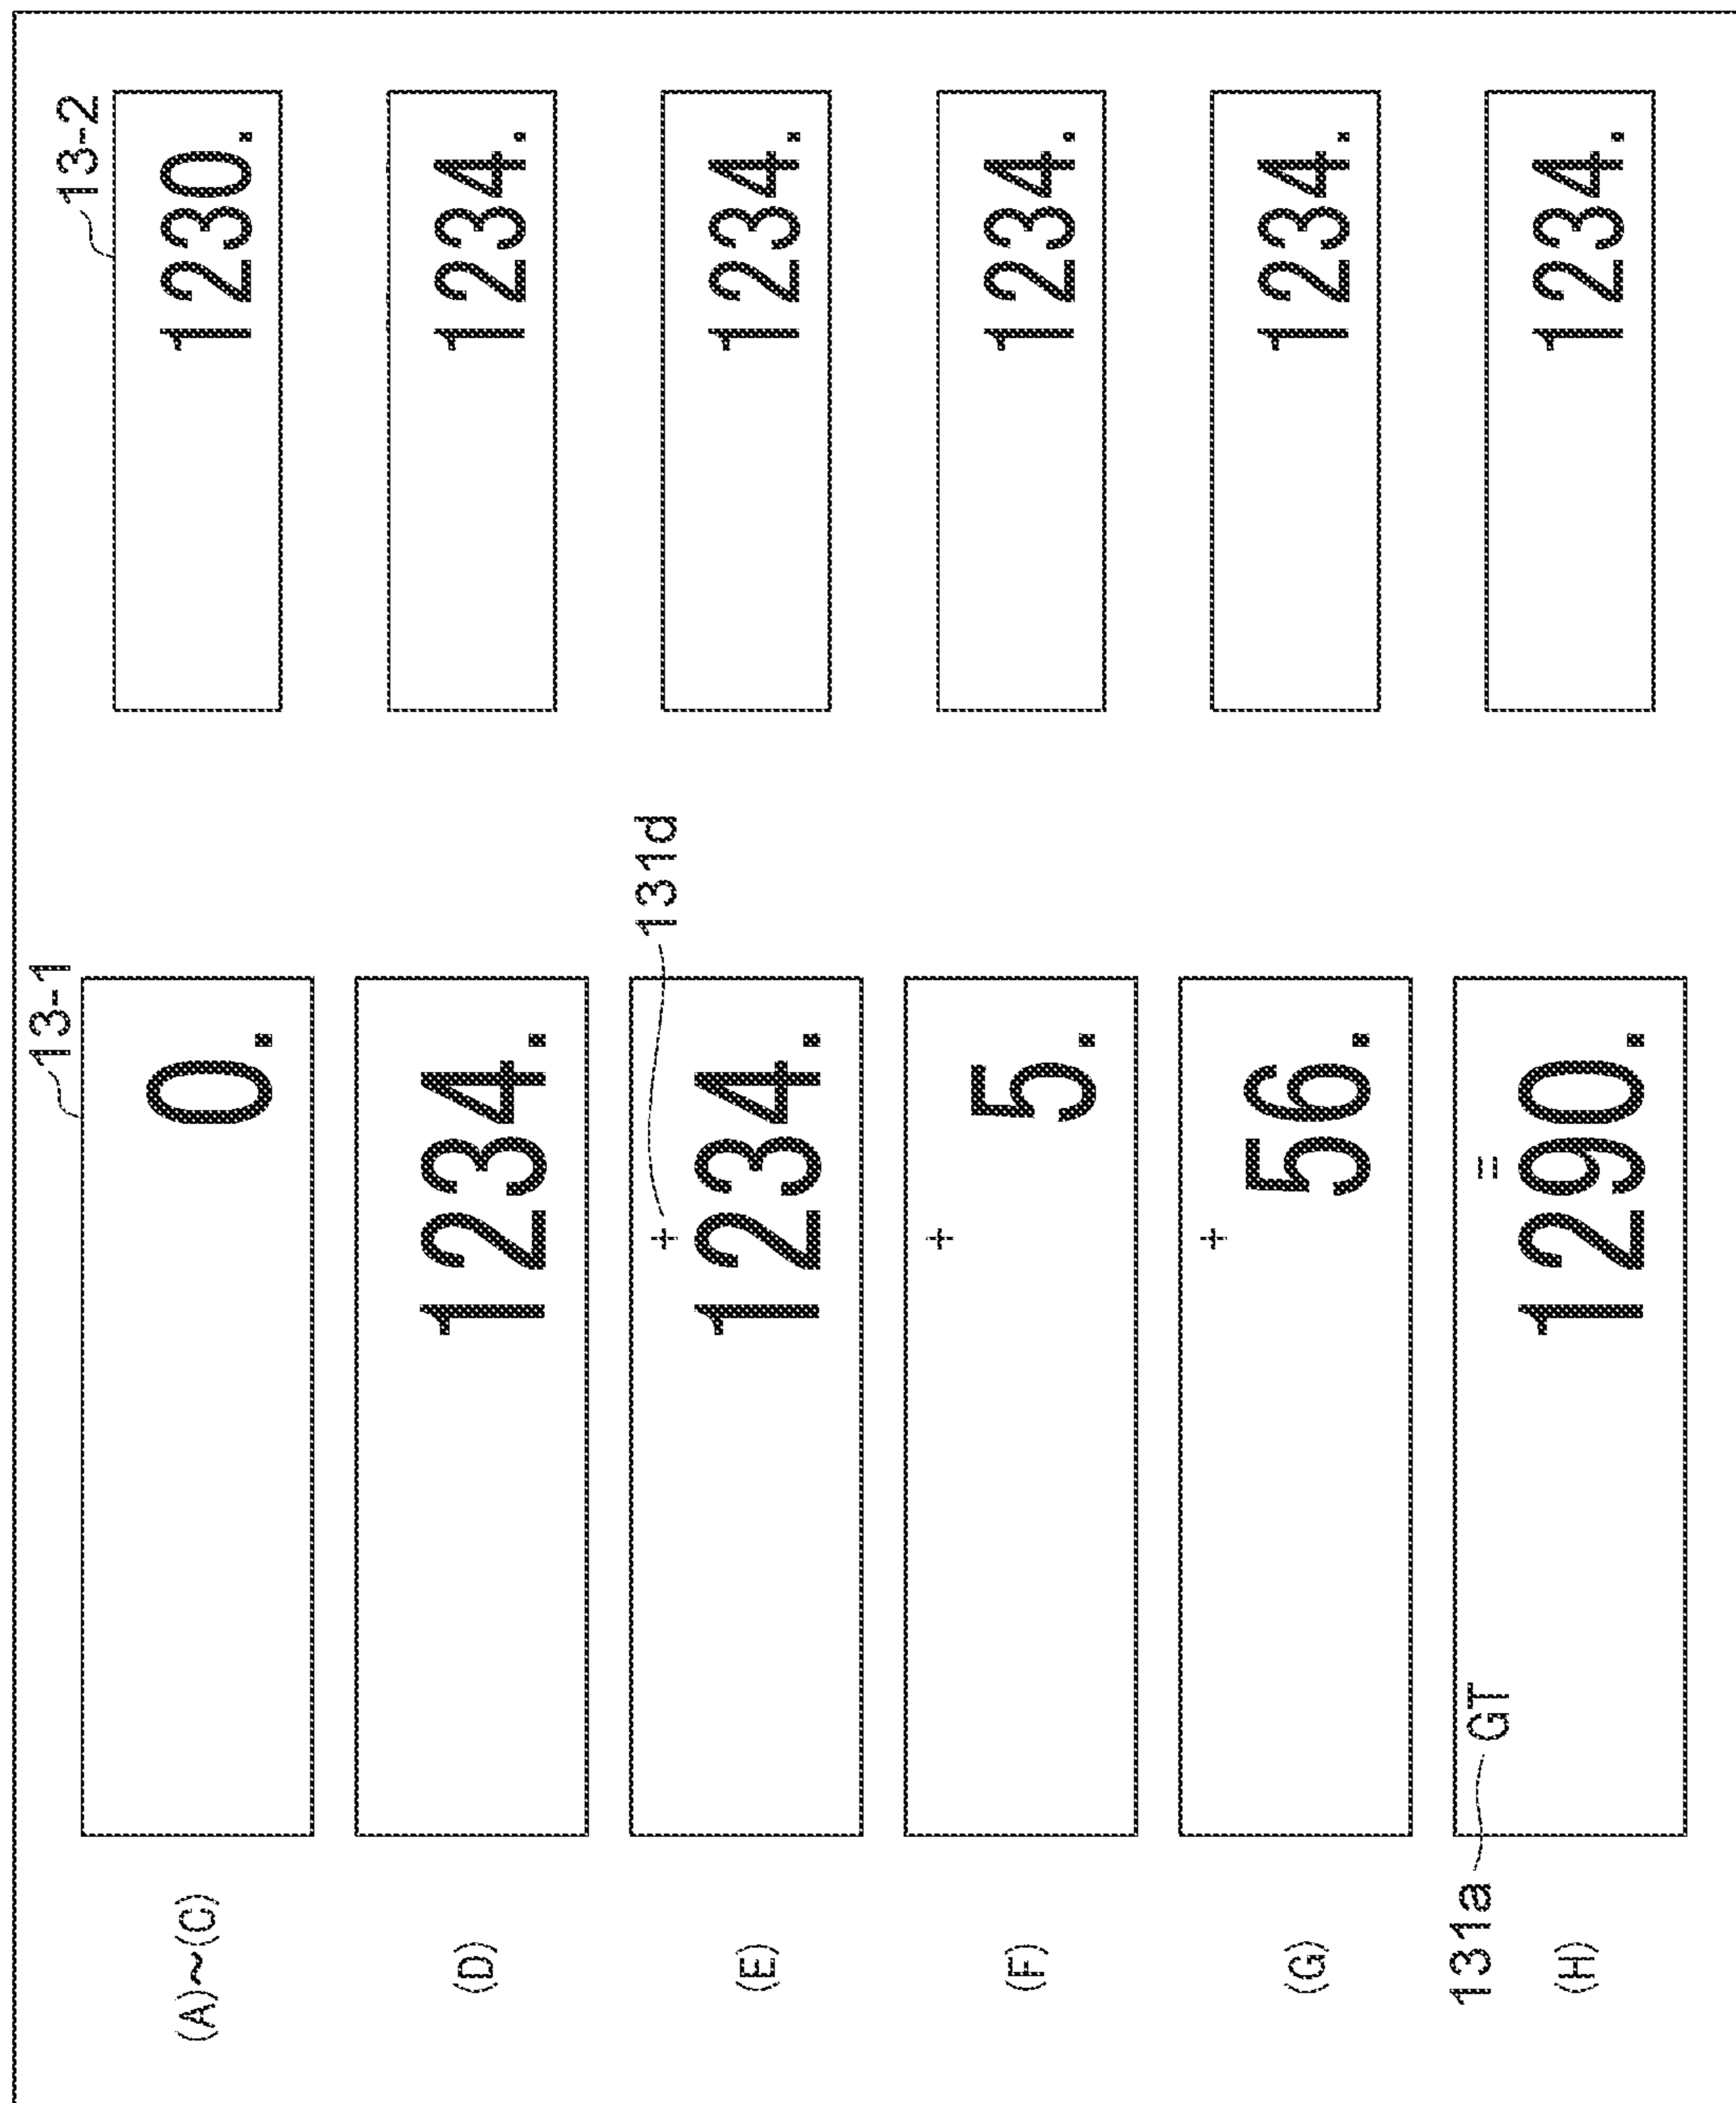 13-1
13-2
(A)~(C)
0.
1230.
(D)
1234.
1234.
131d
(E)
+
1234.
1234.
(F)
+
5.
1234.
(G)
+
56.
1234.
131a
GT
=
(H)
1290.
1234.